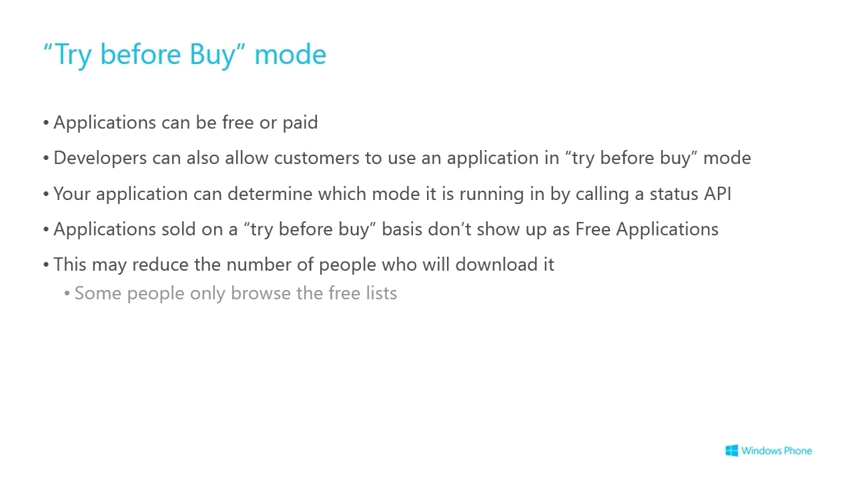 “Try before Buy” mode
• Applications can be free or paid
• Developers can also allow customers to use an application in “try before buy” mode
• Your application can determine which mode it is running in by calling a status API
• Applications sold on a “try before buy” basis don’t show up as Free Applications
• This may reduce the number of people who will download it
• Some people only browse the free lists
Windows Phone